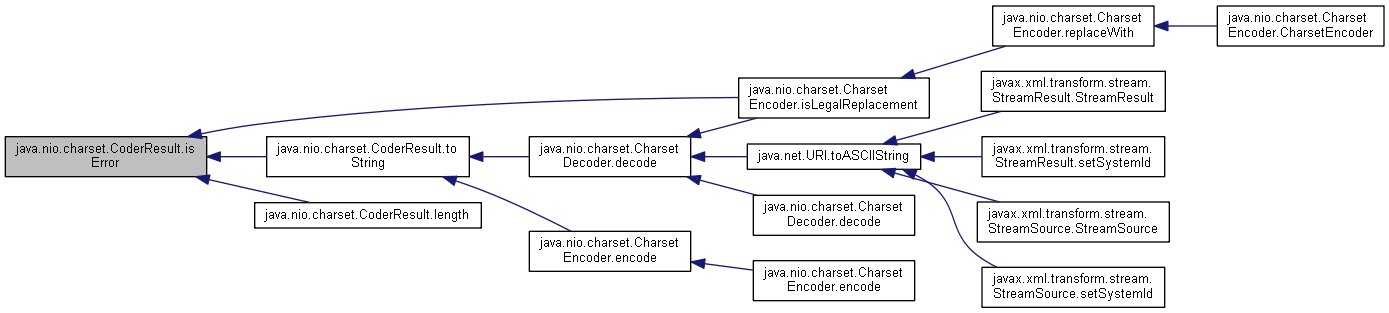 java.nio.charset.CoderResult.is
Error
java.nio.charset.CoderResult.to
String
java.nio.charset.CoderResult.length
java.nio.charset.Charset
Decoder.decode
java.nio.charset.Charset
Encoder.encode
java.nio.charset.Charset
Encoder.isLegalReplacement
java.net.URI.toASCIIString
java.nio.charset.Charset
Decoder.decode
java.nio.charset.Charset
Encoder.encode
java.nio.charset.Charset
Encoder.replaceWith
javax.xml.transform.stream.
StreamResult.StreamResult
javax.xml.transform.stream.
StreamResult.setSystemId
javax.xml.transform.stream.
StreamSource.StreamSource
javax.xml.transform.stream.
StreamSource.setSystemId
java.nio.charset.Charset
Encoder.CharsetEncoder